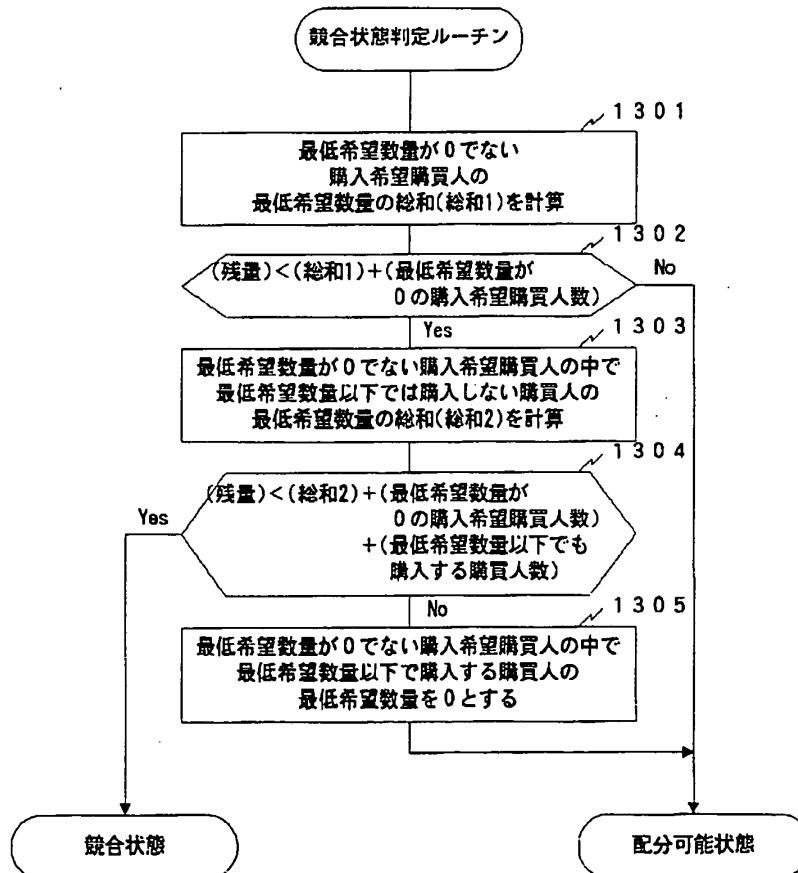 競合状態判定ルーチン
1301
最低希望数量が0でない
購入希望購買人の
最低希望数量の総和(総和1)を計算
1302
(残量)<(総和1)+(最低希望数量が
0の購入希望購買人数)
No
Yes
1303
最低希望数量が0でない購入希望購買人の中で
最低希望数量以下では購入しない購買人の
最低希望数量の総和(総和2)を計算
1304
(残量)<(総和2)+(最低希望数量が
0の購入希望購買人数)
+(最低希望数量以下でも
購入する購買人数)
Yes
No
1305
最低希望数量が0でない購入希望購買人の中で
最低希望数量以下で購入する購買人の
最低希望数量を0とする
競合状態
配分可能状態